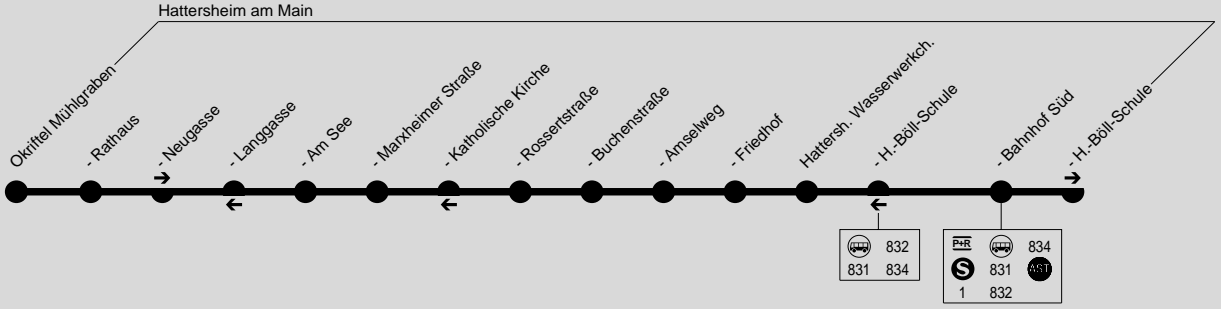 Hattersheim am Main
Okriftel Mühlgraben
- Rathaus
- Neugasse
- Langgasse
- Am See
- Marxheimer Straße
- Katholische Kirche
- Rossertstraße
- Buchenstraße
- Amselweg
- Friedhof
Hattersh. Wasserwerkch.
- H.-Böll-Schule
- Bahnhof Süd
- H.-Böll-Schule
832
831 834
P+R 834
S 831 AST
1 832